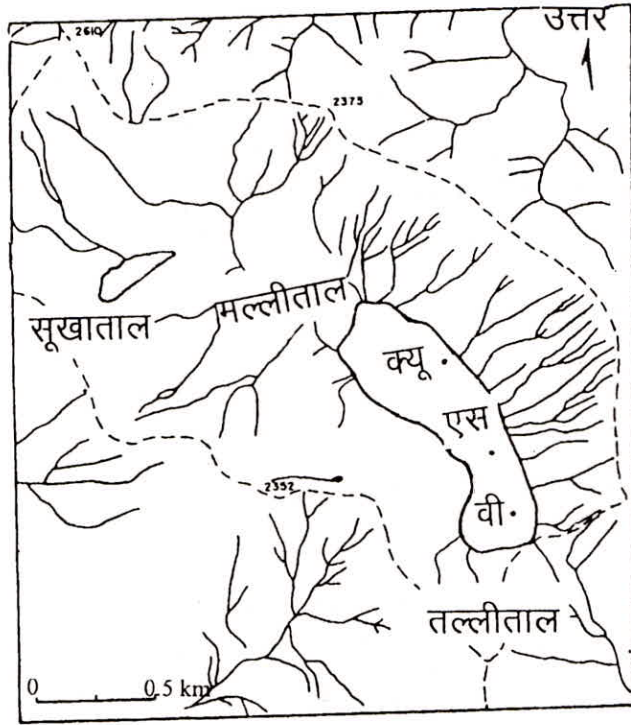 उत्तर
2610
2375
सूखाताल
मल्लीताल
क्यू
एस
2352
वी
तल्लीताल
0 0.5 km